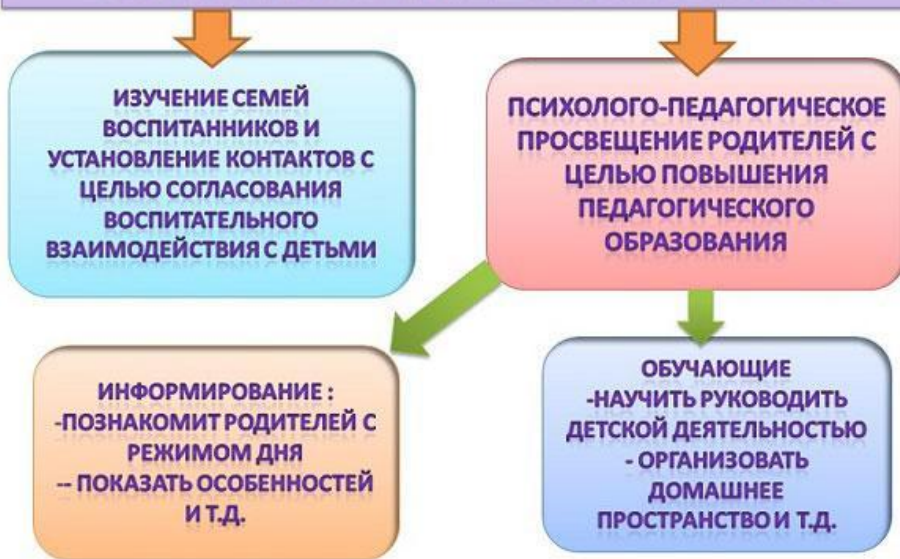 ИЗУЧЕНИЕ СЕМЕЙ
ВОСПИТАННИКОВ И
УСТАНОВЛЕНИЕ КОНТАКТОВ С
ЦЕЛЬЮ СОГЛАСОВАНИЯ
ВОСПИТАТЕЛЬНОГО
ВЗАИМОДЕЙСТВИЯ С ДЕТЬМИ
ПСИХОЛОГО-ПЕДАГОГИЧЕСКОЕ
ПРОСВЕЩЕНИЕ РОДИТЕЛЕЙ С
ЦЕЛЬЮ ПОВЫШЕНИЯ
ПЕДАГОГИЧЕСКОГО
ОБРАЗОВАНИЯ
ИНФОРМИРОВАНИЕ :
-ПОЗНАКОМИТ РОДИТЕЛЕЙ С
РЕЖИМОМ ДНЯ
-- ПОКАЗАТЬ ОСОБЕННОСТЕЙ
И Т.Д.
ОБУЧАЮЩИЕ
-НАУЧИТЬ РУКОВОДИТЬ
ДЕТСКОЙ ДЕЯТЕЛЬНОСТЬЮ
- ОРГАНИЗОВАТЬ
ДОМАШНЕЕ
ПРОСТРАНСТВО И Т.Д.